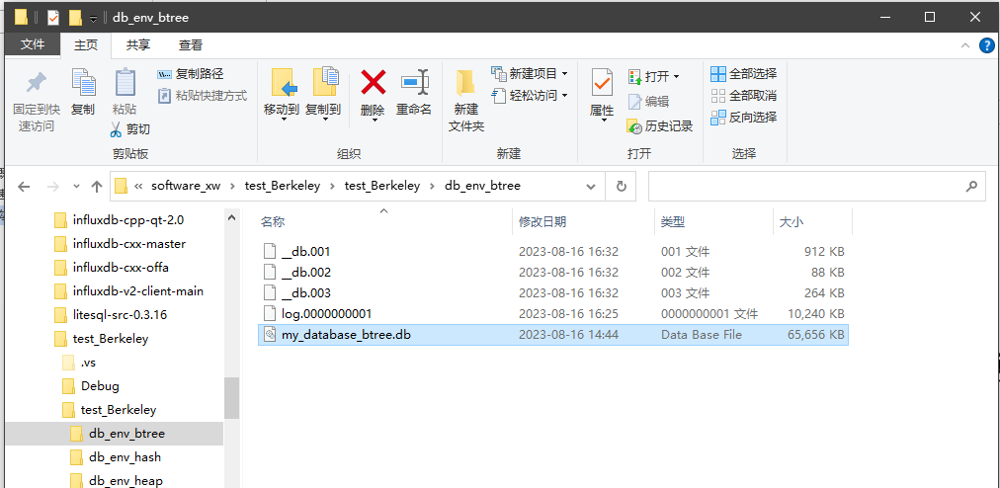 db_env_btree
文件 主页 共享 查看
固定到快速访问
复制
粘贴
复制路径
粘贴快捷方式
剪切
剪贴板
移动到
复制到
删除
重命名
组织
新建文件夹
新建项目
轻松访问
新建
属性
打开
编辑
历史记录
打开
全部选择
全部取消
反向选择
选择
« software_xw › test_Berkeley › test_Berkeley › db_env_btree
influxdb-cpp-qt-2.0
influxdb-cxx-master
influxdb-cxx-offa
influxdb-v2-client-main
litesql-src-0.3.16
test_Berkeley
.vs
Debug
test_Berkeley
db_env_btree
db_env_hash
db_env_heap
名称 修改日期 类型 大小
__db.001 2023-08-16 16:32 001 文件 912 KB
__db.002 2023-08-16 16:32 002 文件 88 KB
__db.003 2023-08-16 16:32 003 文件 264 KB
log.0000000001 2023-08-16 16:25 0000000001 文件 10,240 KB
my_database_btree.db 2023-08-16 14:44 Data Base File 65,656 KB